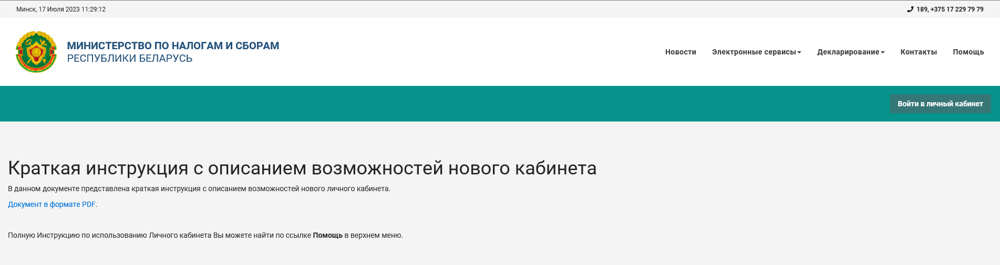 Минск, 17 Июля 2023 11:29:12
189, +375 17 229 79 79
МИНИСТЕРСТВО ПО НАЛОГАМ И СБОРАМ
РЕСПУБЛИКИ БЕЛАРУСЬ
Новости Электронные сервисы Декларирование Контакты Помощь
Войти в личный кабинет
Краткая инструкция с описанием возможностей нового кабинета
В данном документе представлена краткая инструкция с описанием возможностей нового личного кабинета.
Документ в формате PDF.
Полную Инструкцию по использованию Личного кабинета Вы можете найти по ссылке Помощь в верхнем меню.